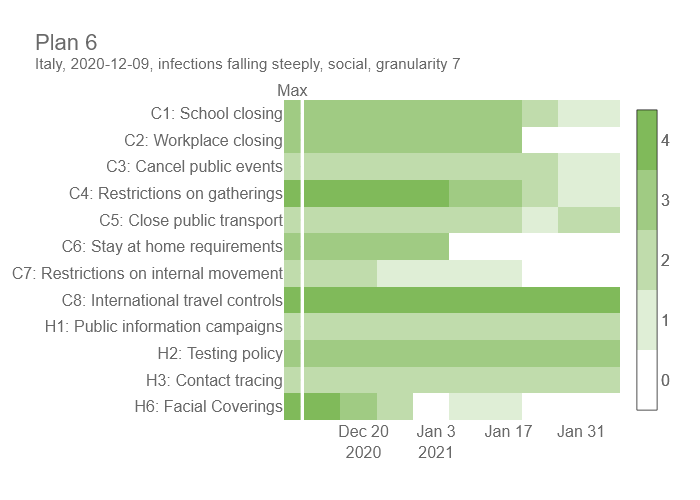 Plan 6
Italy, 2020-12-09, infections falling steeply, social, granularity 7
Max
C1: School closing
C2: Workplace closing
C3: Cancel public events
C4: Restrictions on gatherings
C5: Close public transport
C6: Stay at home requirements
C7: Restrictions on internal movement
C8: International travel controls
H1: Public information campaigns
H2: Testing policy
H3: Contact tracing
H6: Facial Coverings
4
3
2
1
0
Dec 20 Jan 3 Jan 17 Jan 31
2020 2021